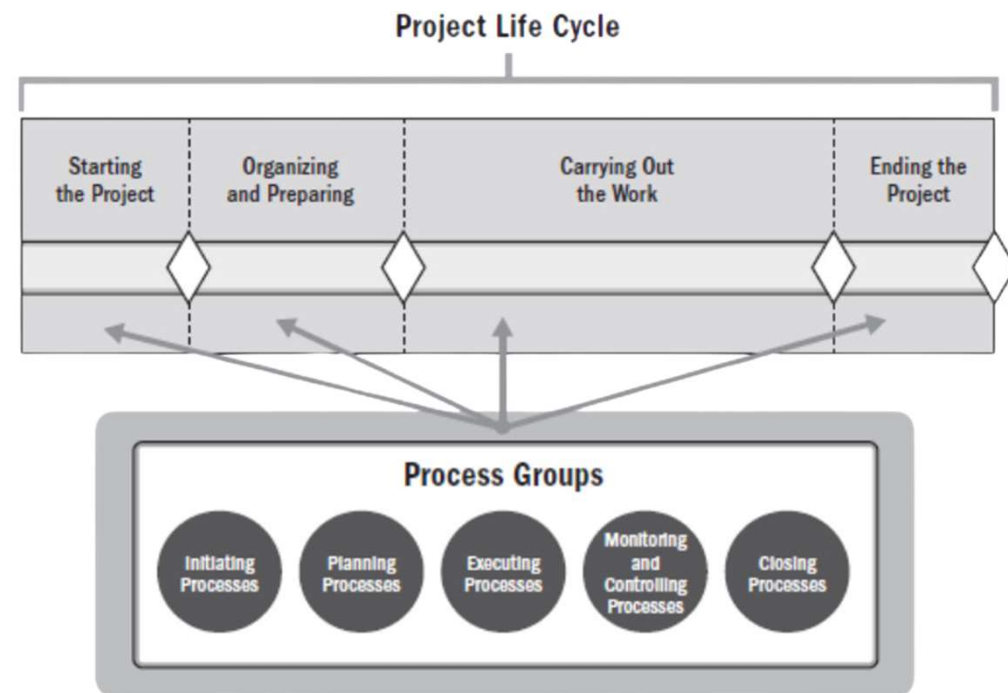 Project Life Cycle
Starting
the Project
Organizing
and Preparing
Carrying Out
the Work
Ending the
Project
Process Groups
Initiating
Processes
Planning
Processes
Executing
Processes
Monitoring
and
Controlling
Processes
Closing
Processes